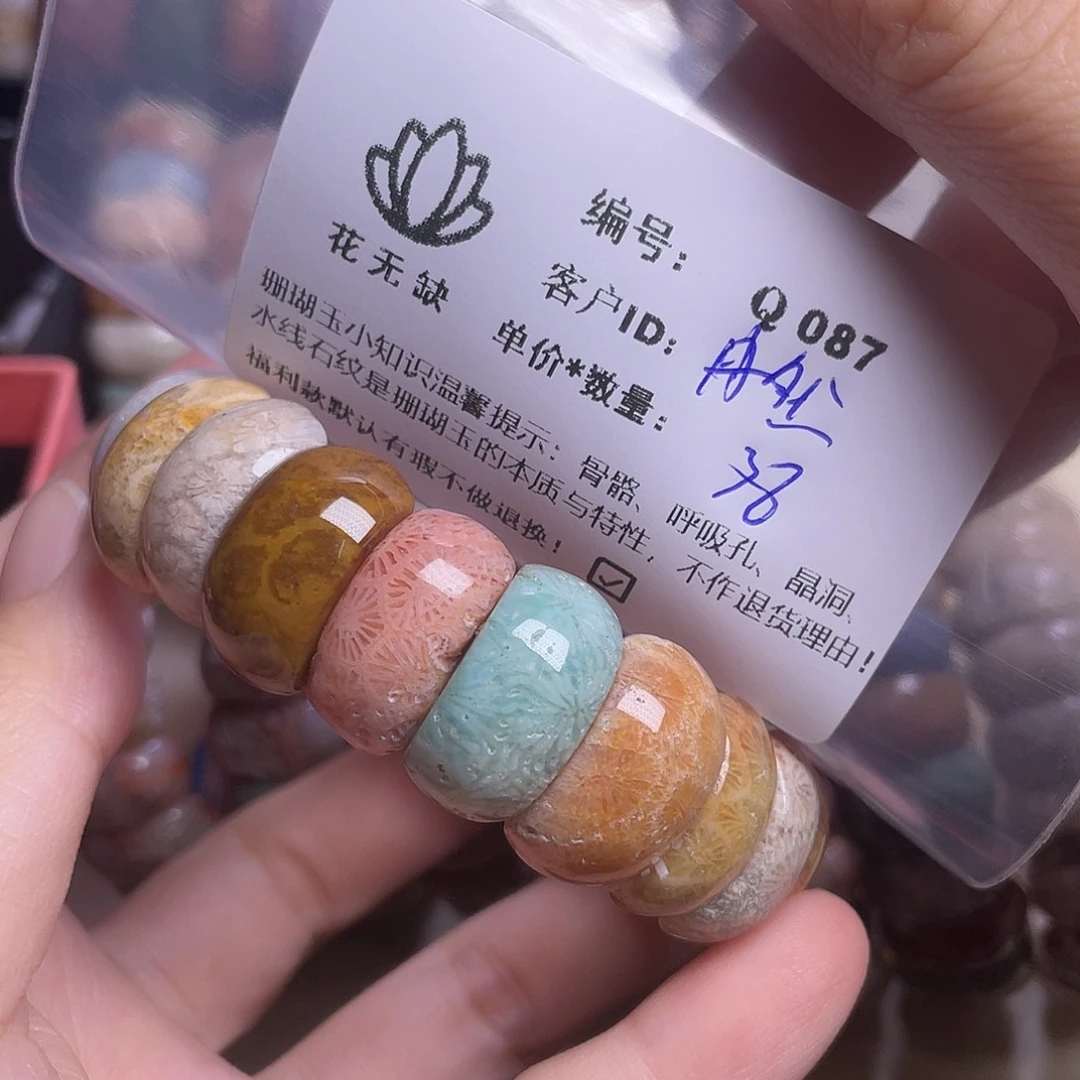 花无缺
编号：
Q 087
客户ID：
单价*数量：
38
珊瑚玉小知识温馨提示：骨骼、呼吸孔、晶洞、
水线石纹是珊瑚玉的本质与特性，不作退货理由！
福利款默认有瑕不做退换！